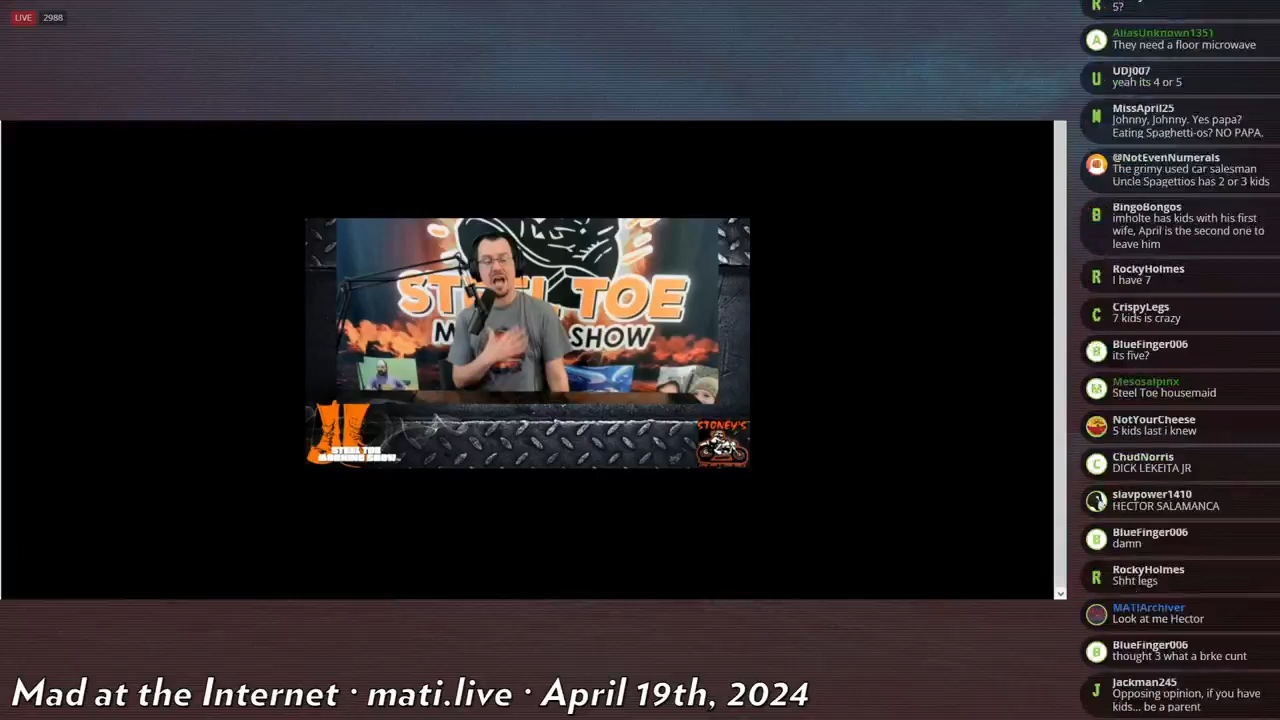 LIVE 2988
5?
AliasUnknown1351
They need a floor microwave
UDJ007
yeah its 4 or 5
MissApril25
Johnny, Johnny. Yes papa?
Eating Spaghetti-os? NO PAPA,
@NotEvenNumerals
The grimy used car salesman
Uncle Spagettios has 2 or 3 kids
BingoBongos
imholte has kids with his first
wife, April is the second one to
leave him
RockyHolmes
I have 7
CrispyLegs
7 kids is crazy
BlueFinger006
its five?
Mesosalpinx
Steel Toe housemaid
NotYourCheese
5 kids last i knew
ChudNorris
DICK LEKEITA JR
slavpower1410
HECTOR SALAMANCA
BlueFinger006
damn
RockyHolmes
Shht legs
MATIArchiver
Look at me Hector
BlueFinger006
thought 3 what a brke cunt
Jackman245
Opposing opinion, if you have
kids... be a parent
STEEL TOE
SHOW
STEEL TOE
MORNING SHOW
STONEY'S
Mad at the Internet · mati.live · April 19th, 2024